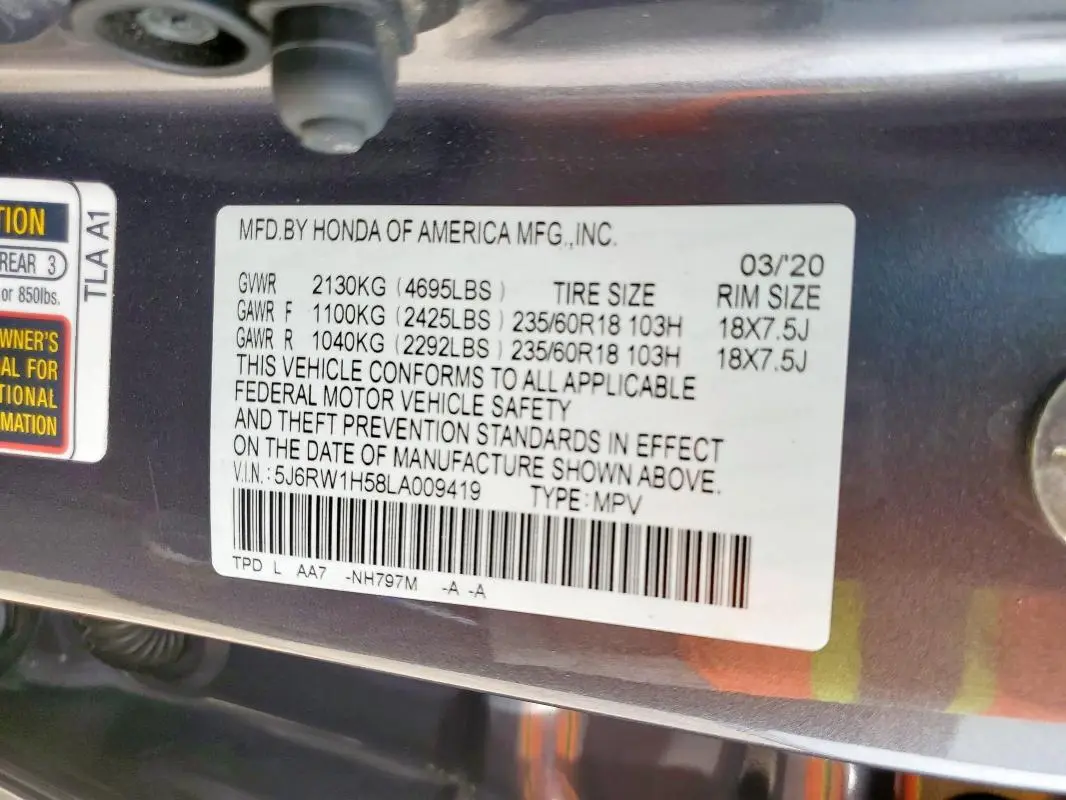 TION
REAR 3
or 850lbs.
WNER'S
AL FOR
TIONAL
MATION
TLA A1
MFD.BY HONDA OF AMERICA MFG.,INC.
03/'20
GVWR 2130KG (4695LBS) TIRE SIZE RIM SIZE
GAWR F 1100KG (2425LBS) 235/60R18 103H 18X7.5J
GAWR R 1040KG (2292LBS) 235/60R18 103H 18X7.5J
THIS VEHICLE CONFORMS TO ALL APPLICABLE
FEDERAL MOTOR VEHICLE SAFETY
AND THEFT PREVENTION STANDARDS IN EFFECT
ON THE DATE OF MANUFACTURE SHOWN ABOVE.
V.I.N.: 5J6RW1H58LA009419 TYPE: MPV
TPD L AA7 -NH797M -A -A